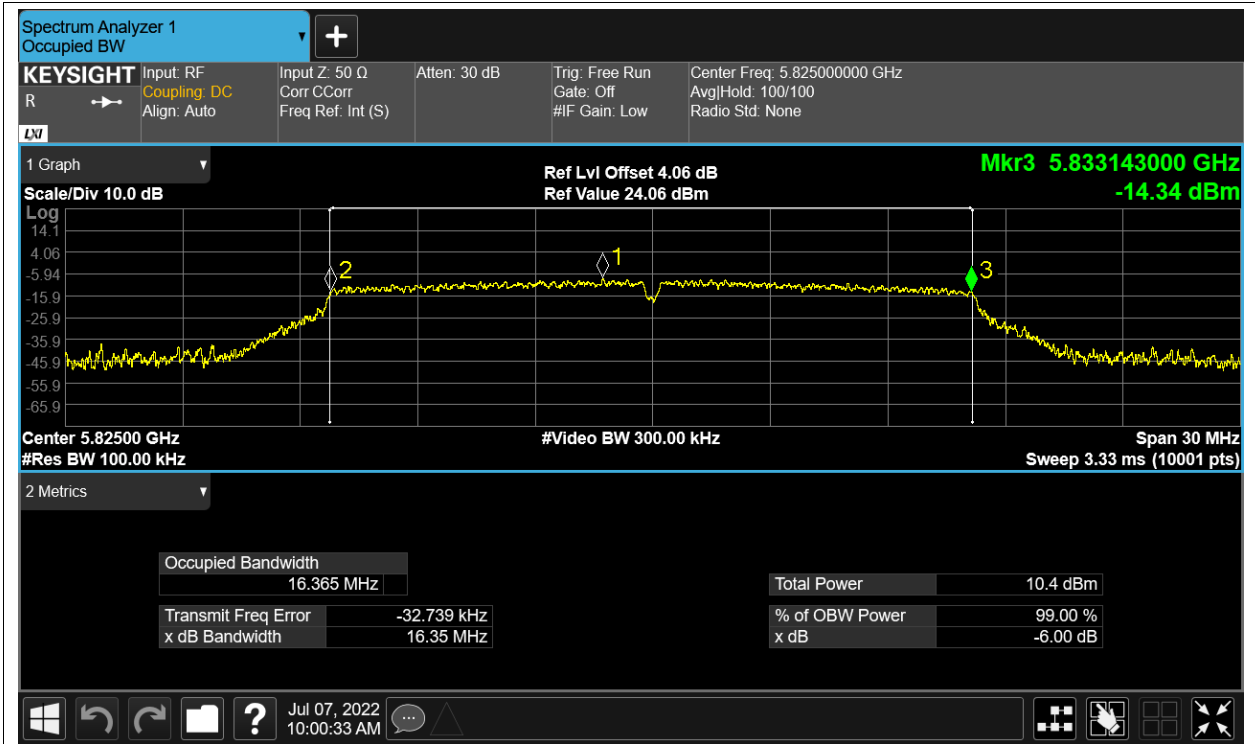 Spectrum Analyzer 1
Occupied BW
KEYSIGHT
R
LXI
Input: RF
Coupling: DC
Align: Auto
Input Z: 50 Ω
Corr CCorr
Freq Ref: Int (S)
Atten: 30 dB
Trig: Free Run
Gate: Off
#IF Gain: Low
Center Freq: 5.825000000 GHz
Avg|Hold: 100/100
Radio Std: None
1 Graph
Scale/Div 10.0 dB
Ref Lvl Offset 4.06 dB
Ref Value 24.06 dBm
Mkr3 5.833143000 GHz
-14.34 dBm
Log
14.1
4.06
-5.94
-15.9
-25.9
-35.9
-45.9
-55.9
-65.9
2
1
3
Center 5.82500 GHz
#Video BW 300.00 kHz
Span 30 MHz
#Res BW 100.00 kHz
Sweep 3.33 ms (10001 pts)
2 Metrics
Occupied Bandwidth
16.365 MHz
Transmit Freq Error -32.739 kHz
x dB Bandwidth 16.35 MHz
Total Power 10.4 dBm
% of OBW Power 99.00 %
x dB -6.00 dB
?
Jul 07, 2022
10:00:33 AM